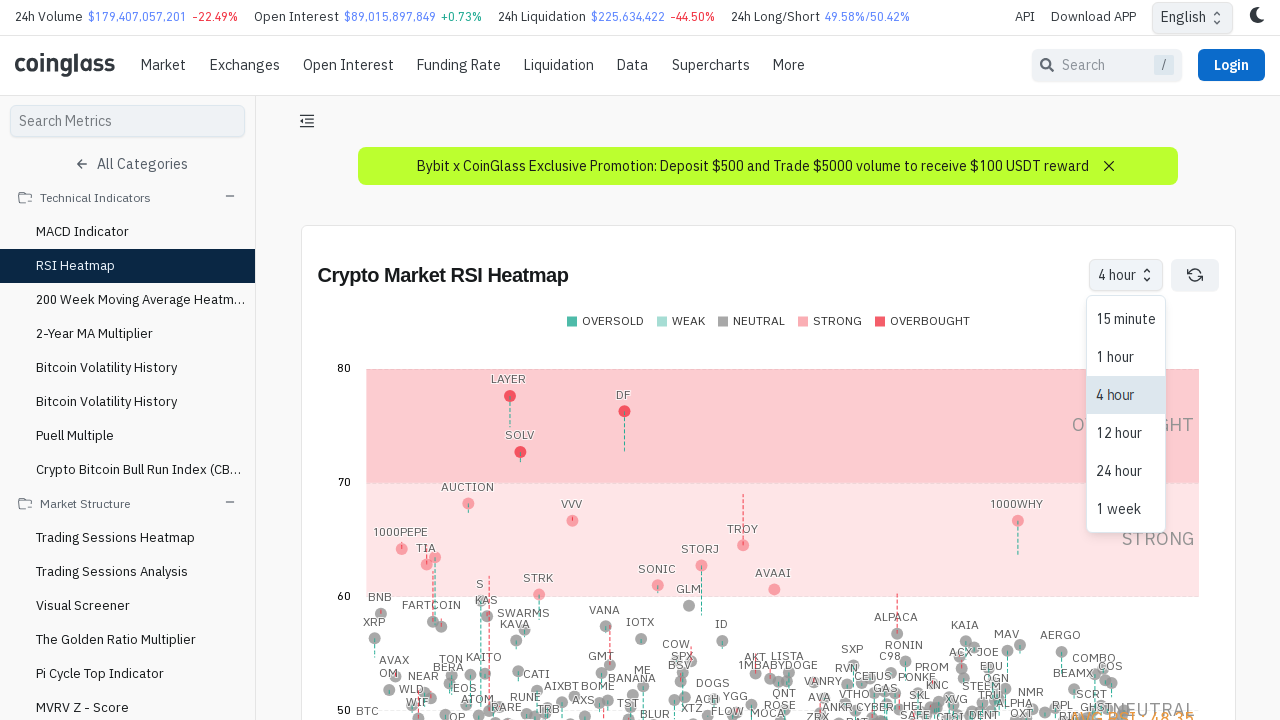 24h Volume $179,407,057,201 -22.49% Open Interest $89,015,897,849 +0.73% 24h Liquidation $225,634,422 -44.50% 24h Long/Short 49.58%/50.42% API Download APP English
coinglass Market Exchanges Open Interest Funding Rate Liquidation Data Supercharts More Search / Login
Search Metrics
All Categories
Technical Indicators
MACD Indicator
RSI Heatmap
200 Week Moving Average Heatm...
2-Year MA Multiplier
Bitcoin Volatility History
Bitcoin Volatility History
Puell Multiple
Crypto Bitcoin Bull Run Index (CB...
Market Structure
Trading Sessions Heatmap
Trading Sessions Analysis
Visual Screener
The Golden Ratio Multiplier
Pi Cycle Top Indicator
MVRV Z - Score
Bybit x CoinGlass Exclusive Promotion: Deposit $500 and Trade $5000 volume to receive $100 USDT reward
Crypto Market RSI Heatmap
4 hour
15 minute
1 hour
4 hour
12 hour
24 hour
1 week
OVERSOLD WEAK NEUTRAL STRONG OVERBOUGHT
80
LAYER
DF
SOLV
70
AUCTION
VVV
1000WHY
1000PEPE
TROY
STRONG
TIA
STORJ
SONIC
AVAAI
STRK
S
GLM
60
BNB
KAS
FARTCOIN
VANA
SWARMS
ALPACA
XRP
KAVA
IOTX
ID
KAIA
MAV
AERGO
COW
RONIN
SXP
ACX
JOE
AVAX
TON
KAITO
GMT
SPX
AKT
LISTA
C98
COMBO
BERA
BSV
1MBABYDOGE
RVN
PROM
EDU
COS
OM
NEAR
CATI
ME
BANANA
VANRY
CETUS
PONKE
OGN
BEAMX
WLD
EOS
AIXBT
BOME
DOGS
GAS
KNC
STEEM
NMR
SCRT
WIF
ATOM
RUNE
AXS
TST
ACH
YGG
QNT
AVA
VTHO
SKL
ALPHA
RPL
50
BTC
RARE
TRB
BLUR
XTZ
FLOW
MOCA
ROSE
ANKR
CYBER
HEI
DENT
NEUTRAL
OP
ZRX
SAFE
OXT